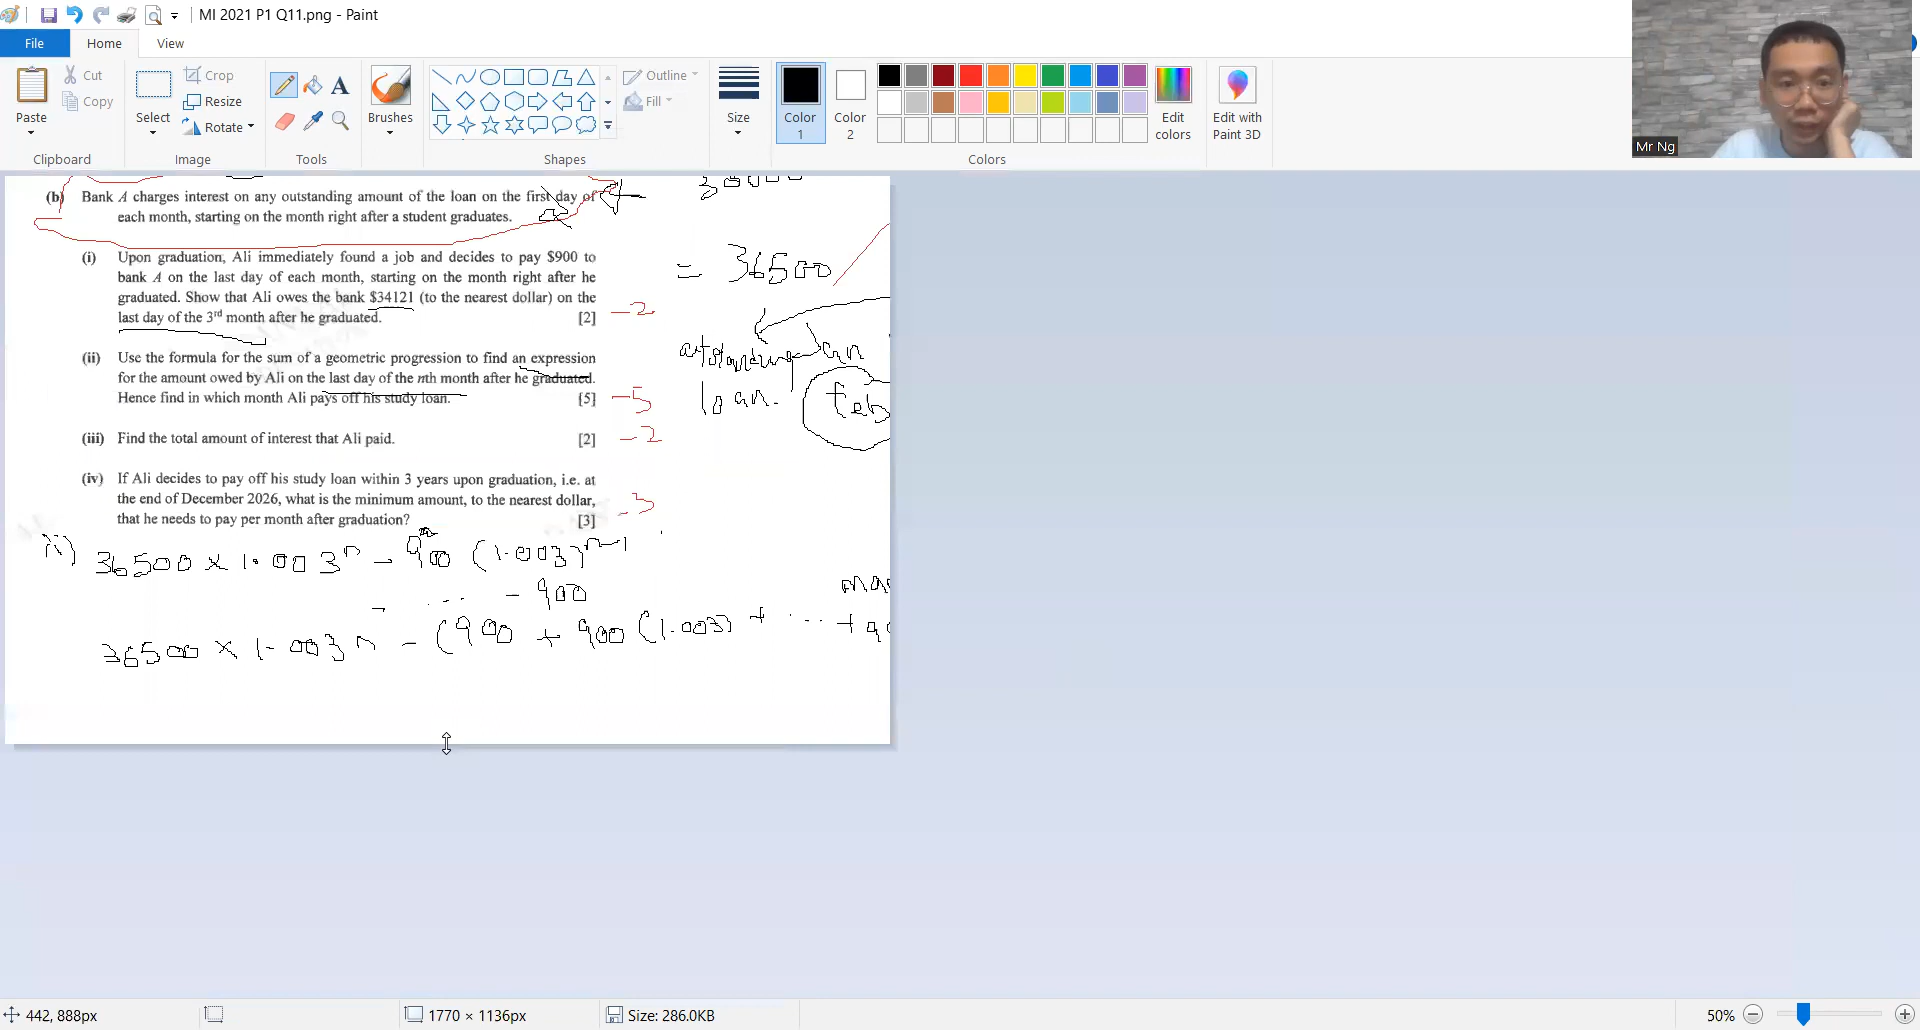 MI 2021 P1 Q11.png - Paint
File Home View
Paste
Cut
Copy
Clipboard
Select
Crop
Resize
Rotate
Image
Tools
Brushes
Outline
Fill
Shapes
Size
Color 1
Color 2
Edit colors
Edit with Paint 3D
Colors
Mr Ng
(b) Bank A charges interest on any outstanding amount of the loan on the first day of
each month, starting on the month right after a student graduates.
(i) Upon graduation, Ali immediately found a job and decides to pay $900 to
bank A on the last day of each month, starting on the month right after he
graduated. Show that Ali owes the bank $34121 (to the nearest dollar) on the
last day of the 3rd month after he graduated. [2] -2
(ii) Use the formula for the sum of a geometric progression to find an expression
for the amount owed by Ali on the last day of the nth month after he graduated.
Hence find in which month Ali pays off his study loan. [5] -5
(iii) Find the total amount of interest that Ali paid. [2] -2
(iv) If Ali decides to pay off his study loan within 3 years upon graduation, i.e. at
the end of December 2026, what is the minimum amount, to the nearest dollar,
that he needs to pay per month after graduation? [3] -3
= 36500
outstanding
loan.
feb
ii) 36500 × 1.003^n - 900 (1.003)^n-1
- ... - 900
36500 × 1.003^n - (900 + 900 (1.003) + ... + 90
442, 888px
1770 × 1136px
Size: 286.0KB
50%